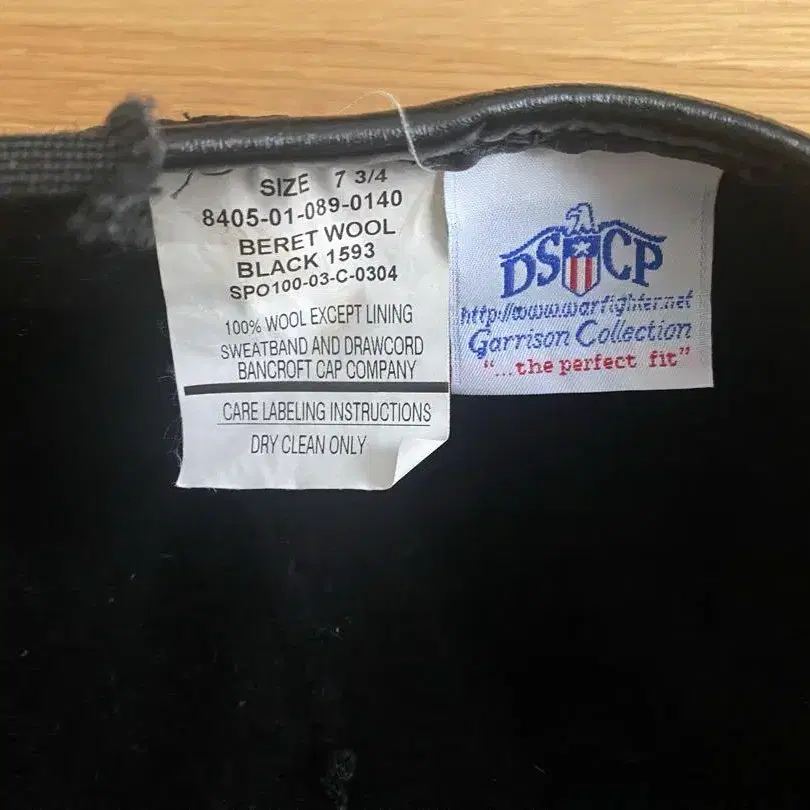 SIZE 7 3/4
8405-01-089-0140
BERET WOOL
BLACK 1593
SPO100-03-C-0304
100% WOOL EXCEPT LINING
SWEATBAND AND DRAWCORD
BANCROFT CAP COMPANY
CARE LABELING INSTRUCTIONS
DRY CLEAN ONLY
DSCP
http://www.warfighter.net
Garrison Collection
"...the perfect fit"